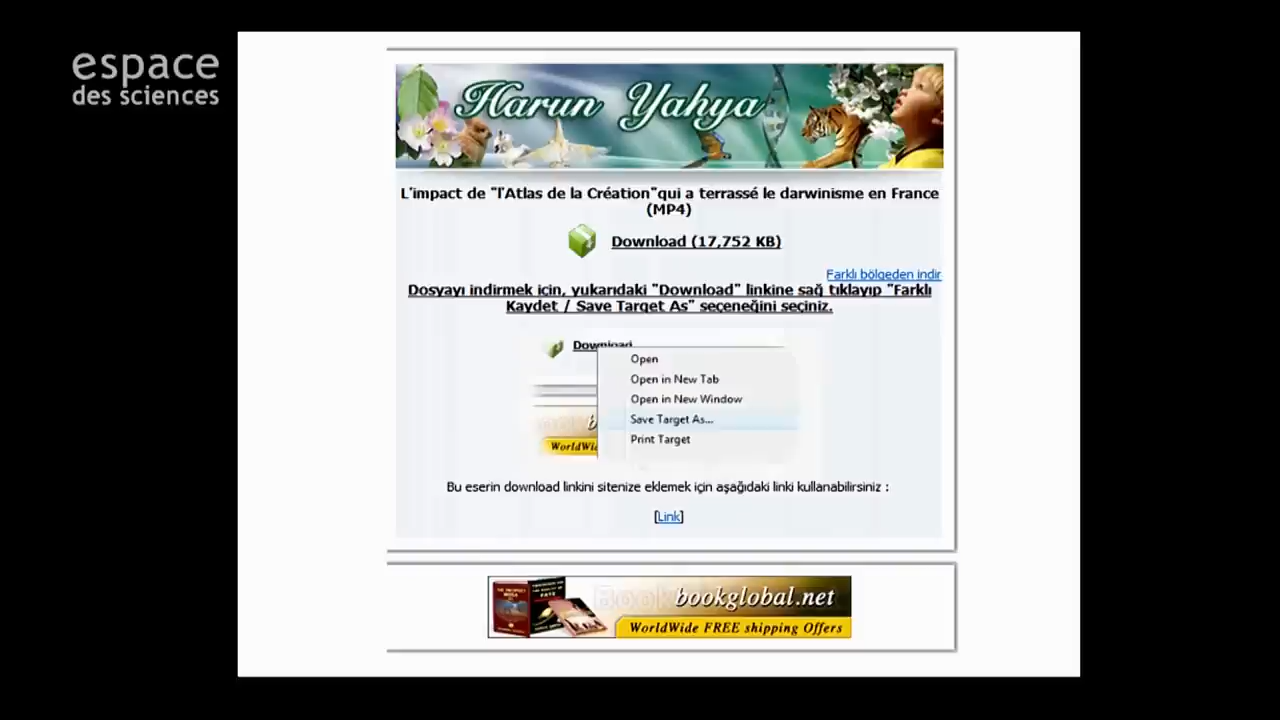 espace
des sciences
Harun Yahya
L'impact de "l'Atlas de la Création"qui a terrassé le darwinisme en France
(MP4)
Download (17,752 KB)
Farklı bölgeden indir
Dosyayı indirmek için, yukarıdaki "Download" linkine sağ tıklayıp "Farklı
Kaydet / Save Target As" seçeneğini seçiniz.
Download
Open
Open in New Tab
Open in New Window
Save Target As...
Print Target
b
WorldWide
Bu eserin download linkini sitenize eklemek için aşağıdaki linki kullanabilirsiniz :
[Link]
bookglobal.net
WorldWide FREE shipping Offers